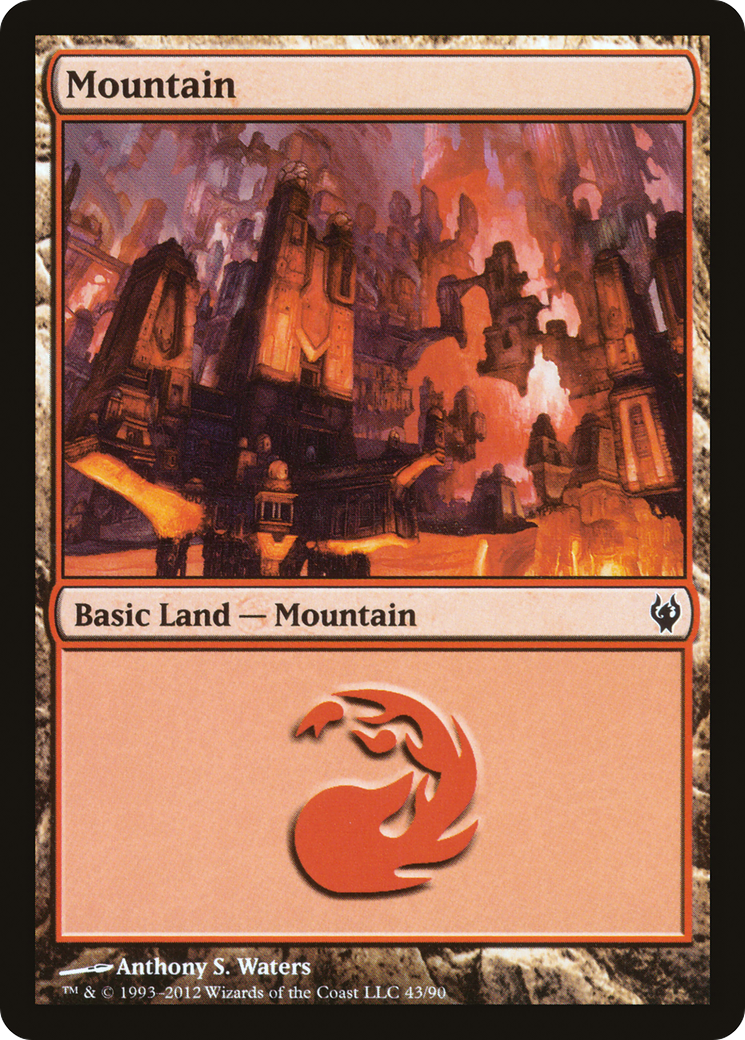 Mountain
Basic Land — Mountain
Anthony S. Waters
™ & © 1993–2012 Wizards of the Coast LLC 43/90